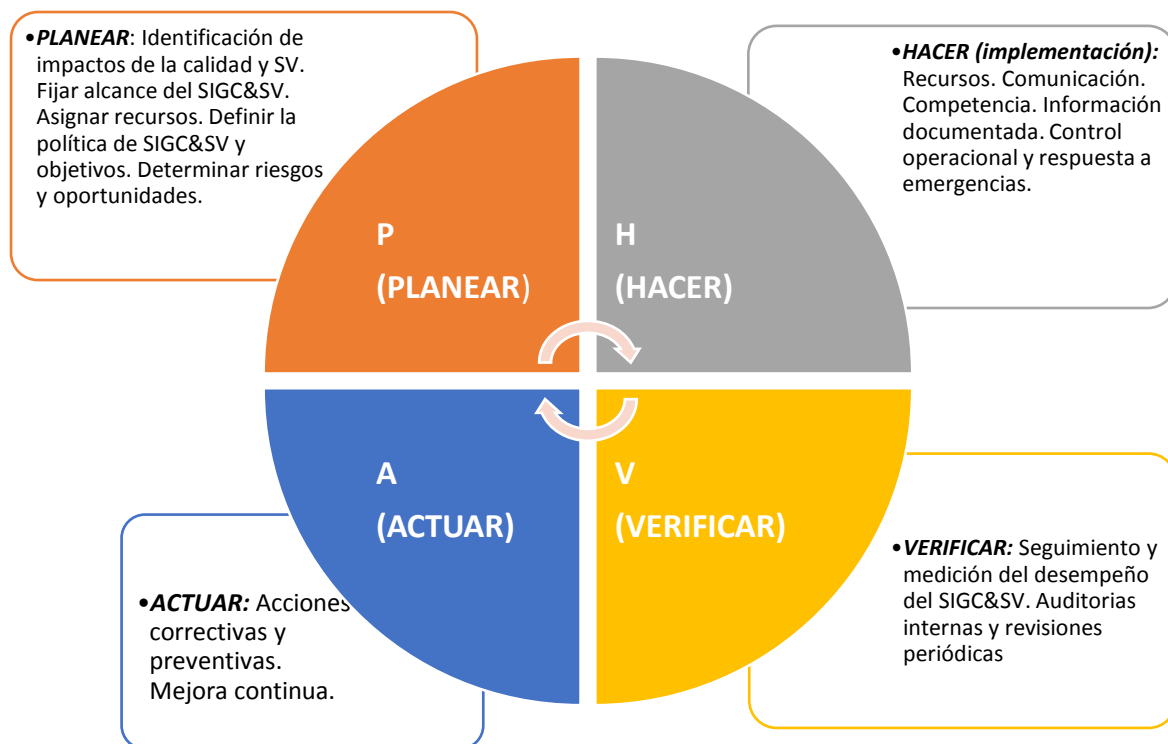 •PLANEAR: Identificación de
impactos de la calidad y SV.
Fijar alcance del SIGC&SV.
Asignar recursos. Definir la
política de SIGC&SV y
objetivos. Determinar riesgos
y oportunidades.
•HACER (implementación):
Recursos. Comunicación.
Competencia. Información
documentada. Control
operacional y respuesta a
emergencias.
P
(PLANEAR)
H
(HACER)
A
(ACTUAR)
V
(VERIFICAR)
•ACTUAR: Acciones
correctivas y
preventivas.
Mejora continua.
•VERIFICAR: Seguimiento y
medición del desempeño
del SIGC&SV. Auditorias
internas y revisiones
periódicas